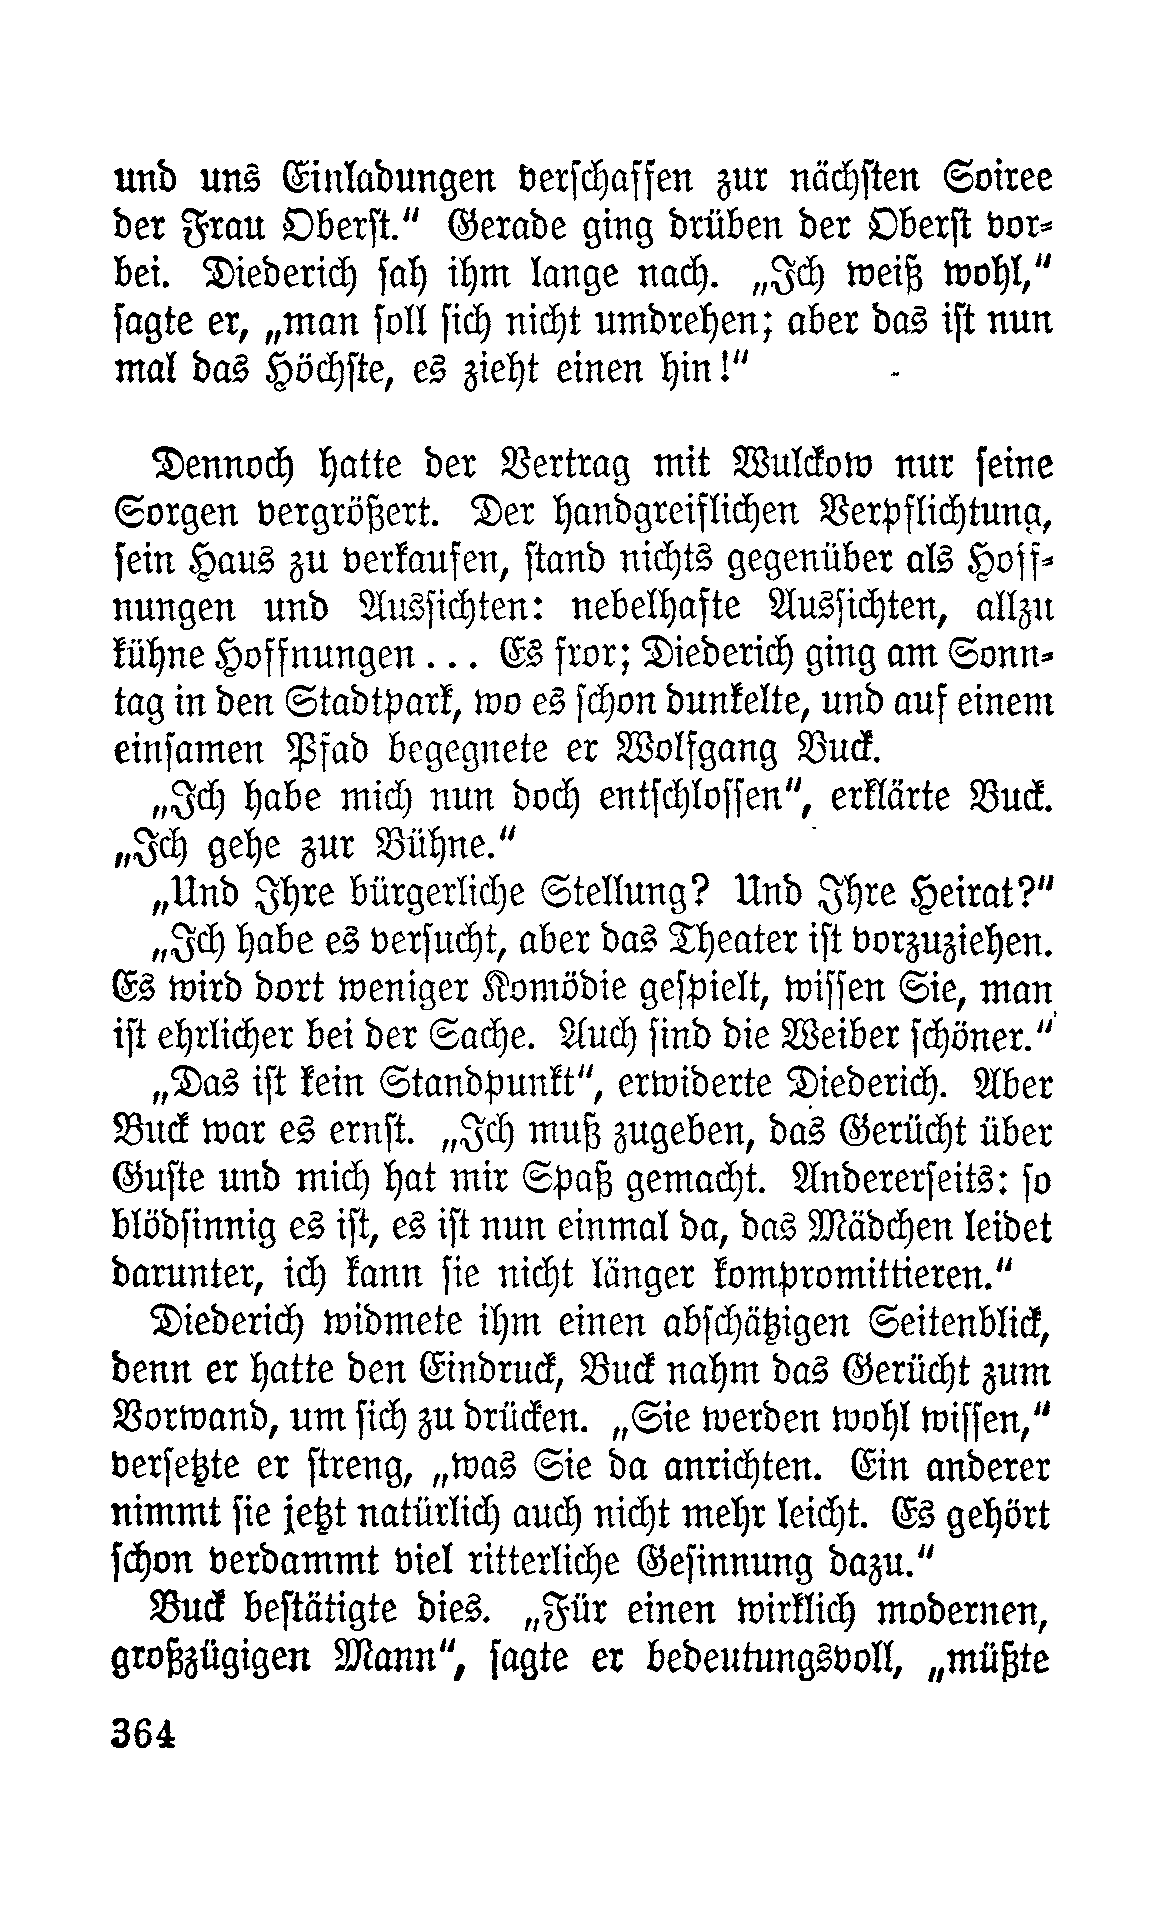 und uns Einladungen verschaffen zur nächsten Soiree
der Frau Oberst.“ Gerade ging drüben der Oberst vor-
bei. Diederich sah ihm lange nach. „Ich weiß wohl,“
sagte er, „man soll sich nicht umdrehen; aber das ist nun
mal das Höchste, es zieht einen hin!“
Dennoch hatte der Vertrag mit Wulckow nur seine
Sorgen vergrößert. Der handgreiflichen Verpflichtung,
sein Haus zu verkaufen, stand nichts gegenüber als Hoff-
nungen und Aussichten: nebelhafte Aussichten, allzu
kühne Hoffnungen ... Es fror; Diederich ging am Sonn-
tag in den Stadtpark, wo es schon dunkelte, und auf einem
einsamen Pfad begegnete er Wolfgang Buck.
„Ich habe mich nun doch entschlossen“, erklärte Buck.
„Ich gehe zur Bühne.“
„Und Ihre bürgerliche Stellung? Und Ihre Heirat?“
„Ich habe es versucht, aber das Theater ist vorzuziehen.
Es wird dort weniger Komödie gespielt, wissen Sie, man
ist ehrlicher bei der Sache. Auch sind die Weiber schöner.“
„Das ist kein Standpunkt“, erwiderte Diederich. Aber
Buck war es ernst. „Ich muß zugeben, das Gerücht über
Guste und mich hat mir Spaß gemacht. Andererseits: so
blödsinnig es ist, es ist nun einmal da, das Mädchen leidet
darunter, ich kann sie nicht länger kompromittieren.“
Diederich widmete ihm einen abschätzigen Seitenblick,
denn er hatte den Eindruck, Buck nahm das Gerücht zum
Vorwand, um sich zu drücken. „Sie werden wohl wissen,“
versetzte er streng, „was Sie da anrichten. Ein anderer
nimmt sie jetzt natürlich auch nicht mehr leicht. Es gehört
schon verdammt viel ritterliche Gesinnung dazu.“
Buck bestätigte dies. „Für einen wirklich modernen,
großzügigen Mann“, sagte er bedeutungsvoll, „müßte
364